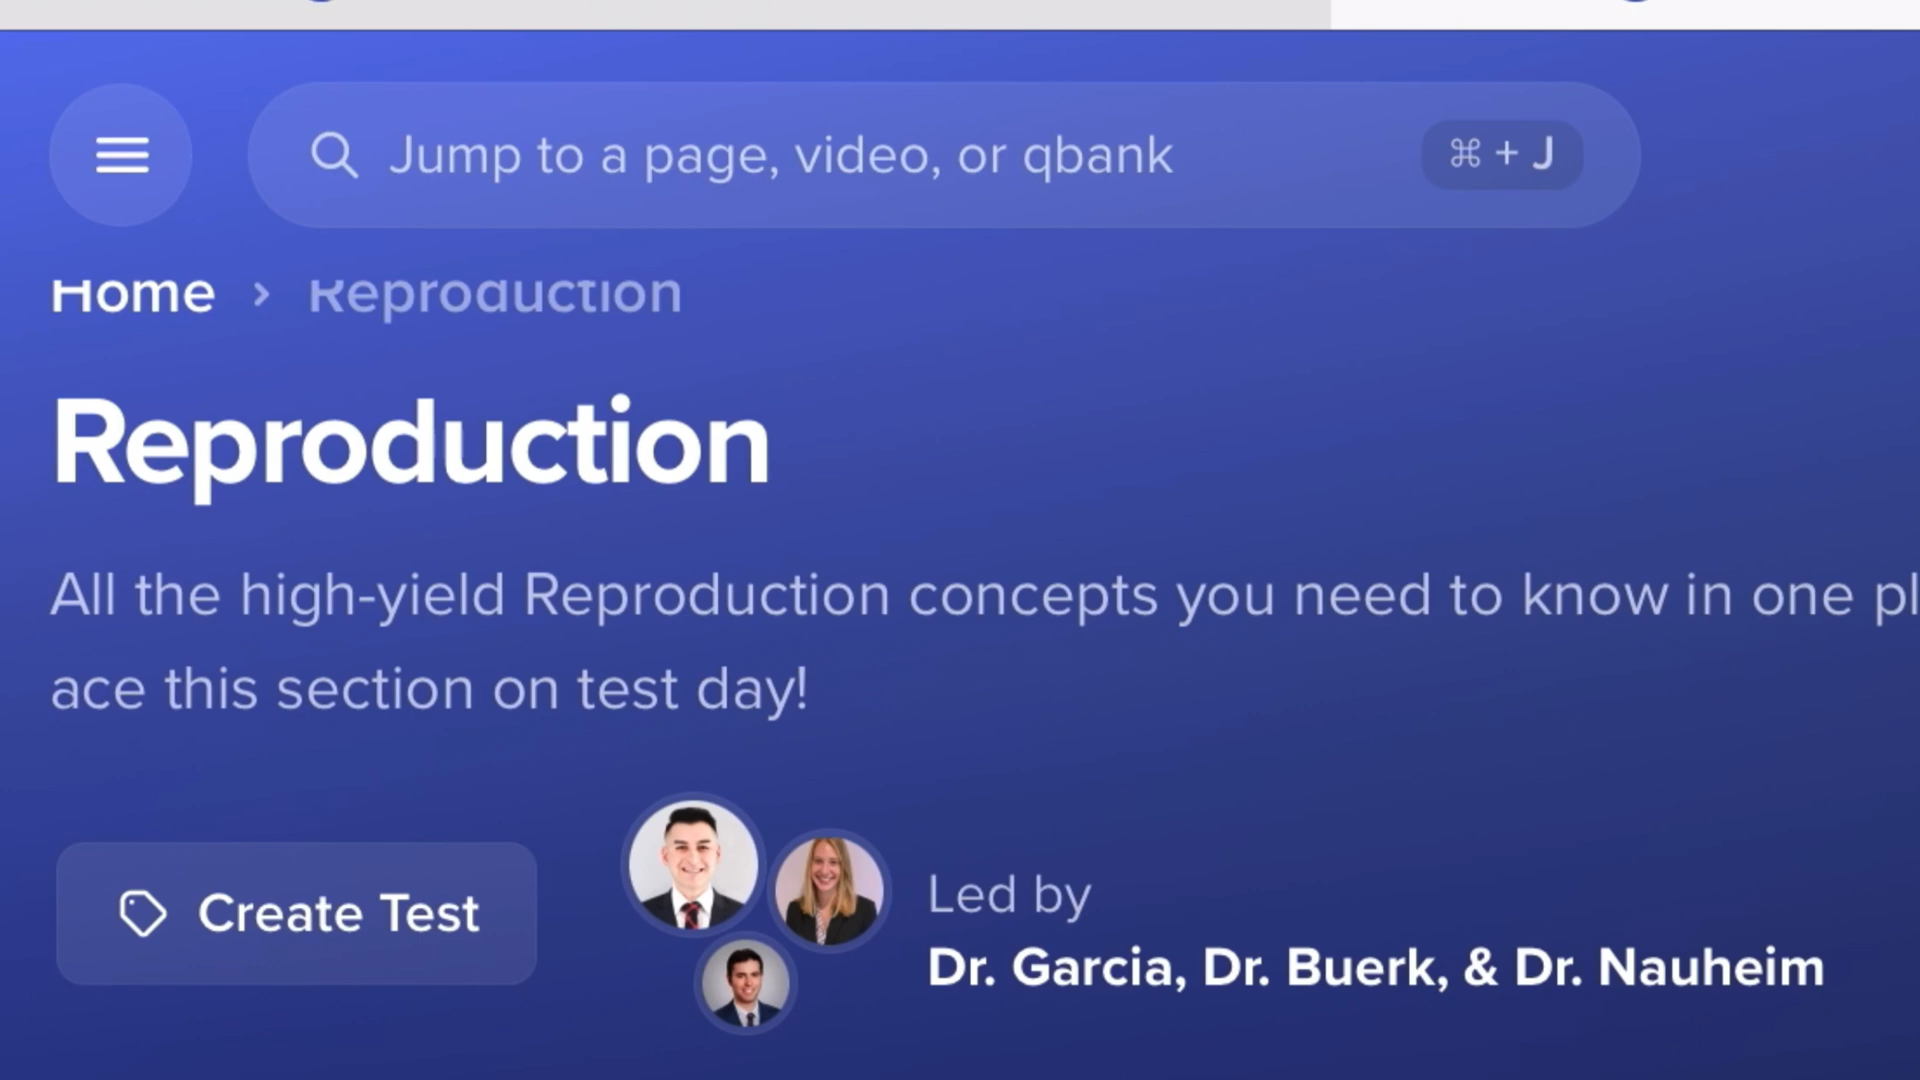 Jump to a page, video, or qbank
⌘ + J
Home > Reproduction
Reproduction
All the high-yield Reproduction concepts you need to know in one pl
ace this section on test day!
Create Test
Led by
Dr. Garcia, Dr. Buerk, & Dr. Nauheim